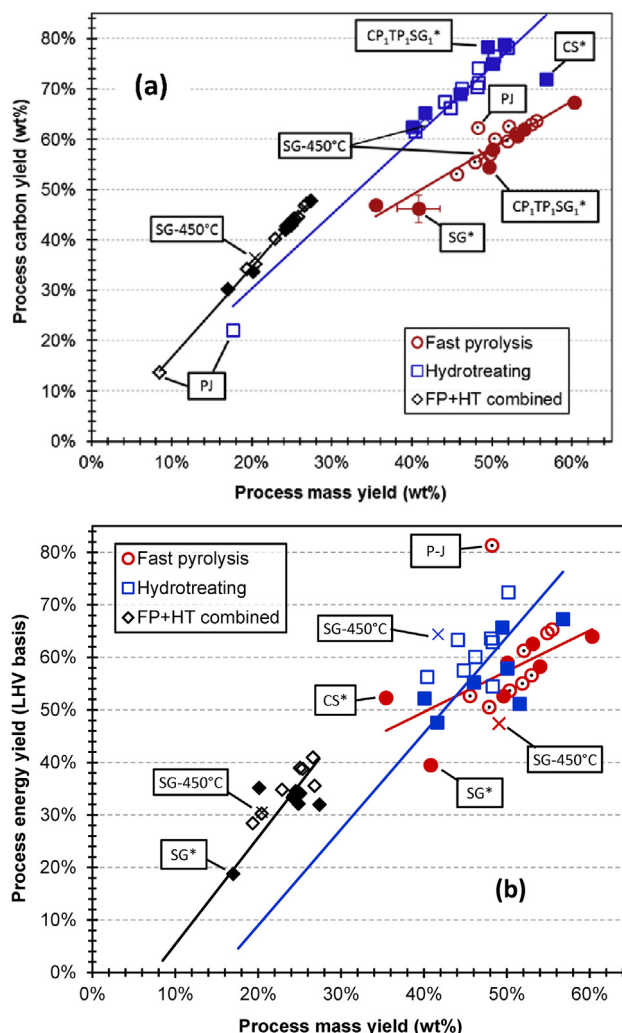 80%
70%
60%
50%
40%
30%
20%
10%
0%
Process carbon yield (wt%)
(a)
CP₁TP₁SG₁*
CS*
PJ
SG-450°C
SG-450°C
CP₁TP₁SG₁*
SG*
PJ
Fast pyrolysis
Hydrotreating
FP+HT combined
0% 10% 20% 30% 40% 50% 60%
Process mass yield (wt%)
80%
70%
60%
50%
40%
30%
20%
10%
0%
Process energy yield (LHV basis)
Fast pyrolysis
Hydrotreating
FP+HT combined
P-J
SG-450°C
CS*
SG-450°C
SG-450°C
SG*
SG*
(b)
0% 10% 20% 30% 40% 50% 60%
Process mass yield (wt%)